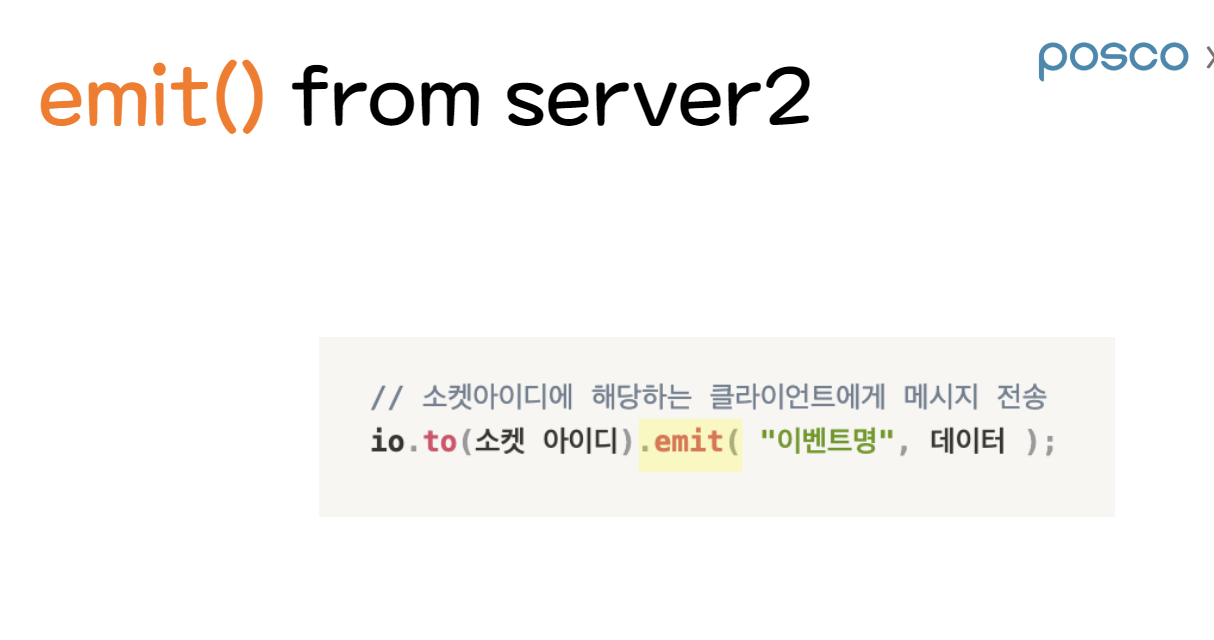 posco x
emit() from server2
// 소켓아이디에 해당하는 클라이언트에게 메시지 전송
io.to(소켓 아이디).emit( "이벤트명", 데이터 );